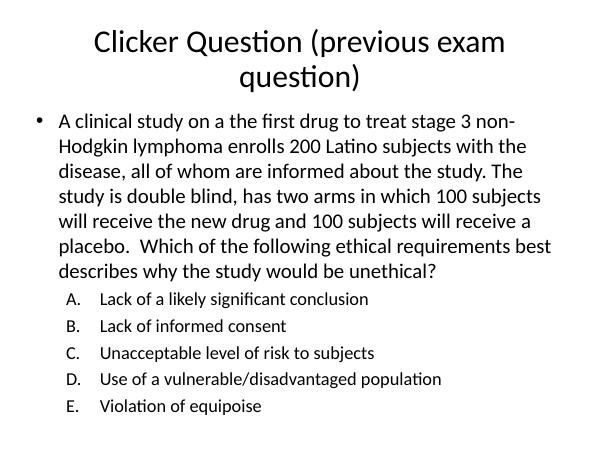 Clicker Question (previous exam
question)
• A clinical study on a the first drug to treat stage 3 non-
Hodgkin lymphoma enrolls 200 Latino subjects with the
disease, all of whom are informed about the study. The
study is double blind, has two arms in which 100 subjects
will receive the new drug and 100 subjects will receive a
placebo.  Which of the following ethical requirements best
describes why the study would be unethical?
A. Lack of a likely significant conclusion
B. Lack of informed consent
C. Unacceptable level of risk to subjects
D. Use of a vulnerable/disadvantaged population
E. Violation of equipoise